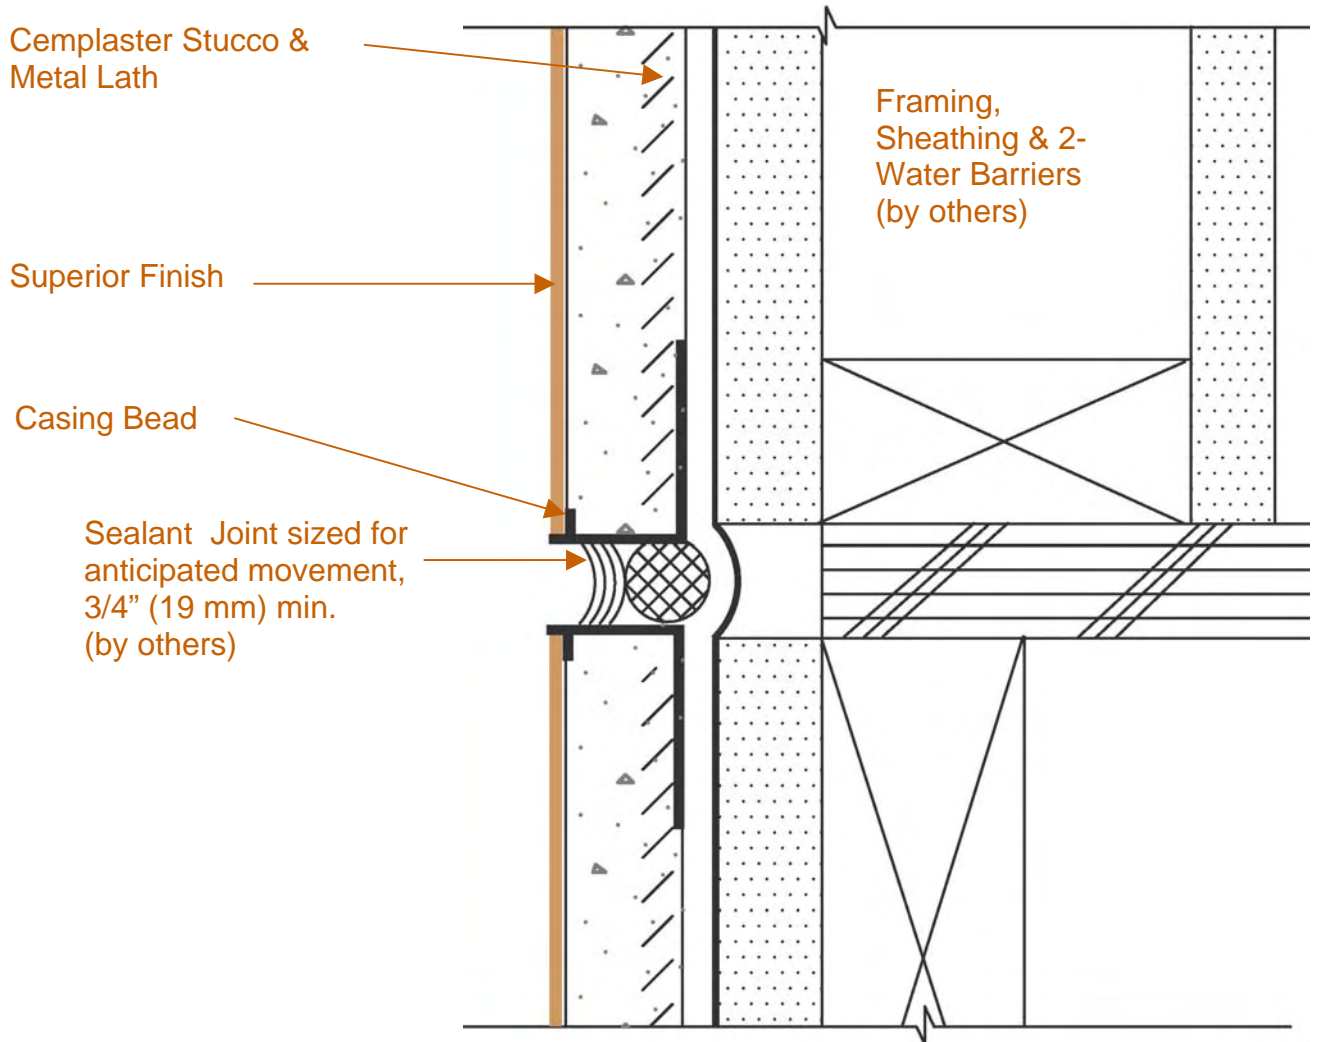 Cemplaster Stucco &
Metal Lath
Framing,
Sheathing & 2-
Water Barriers
(by others)
Superior Finish
Casing Bead
Sealant  Joint sized for
anticipated movement,
3/4” (19 mm) min.
(by others)